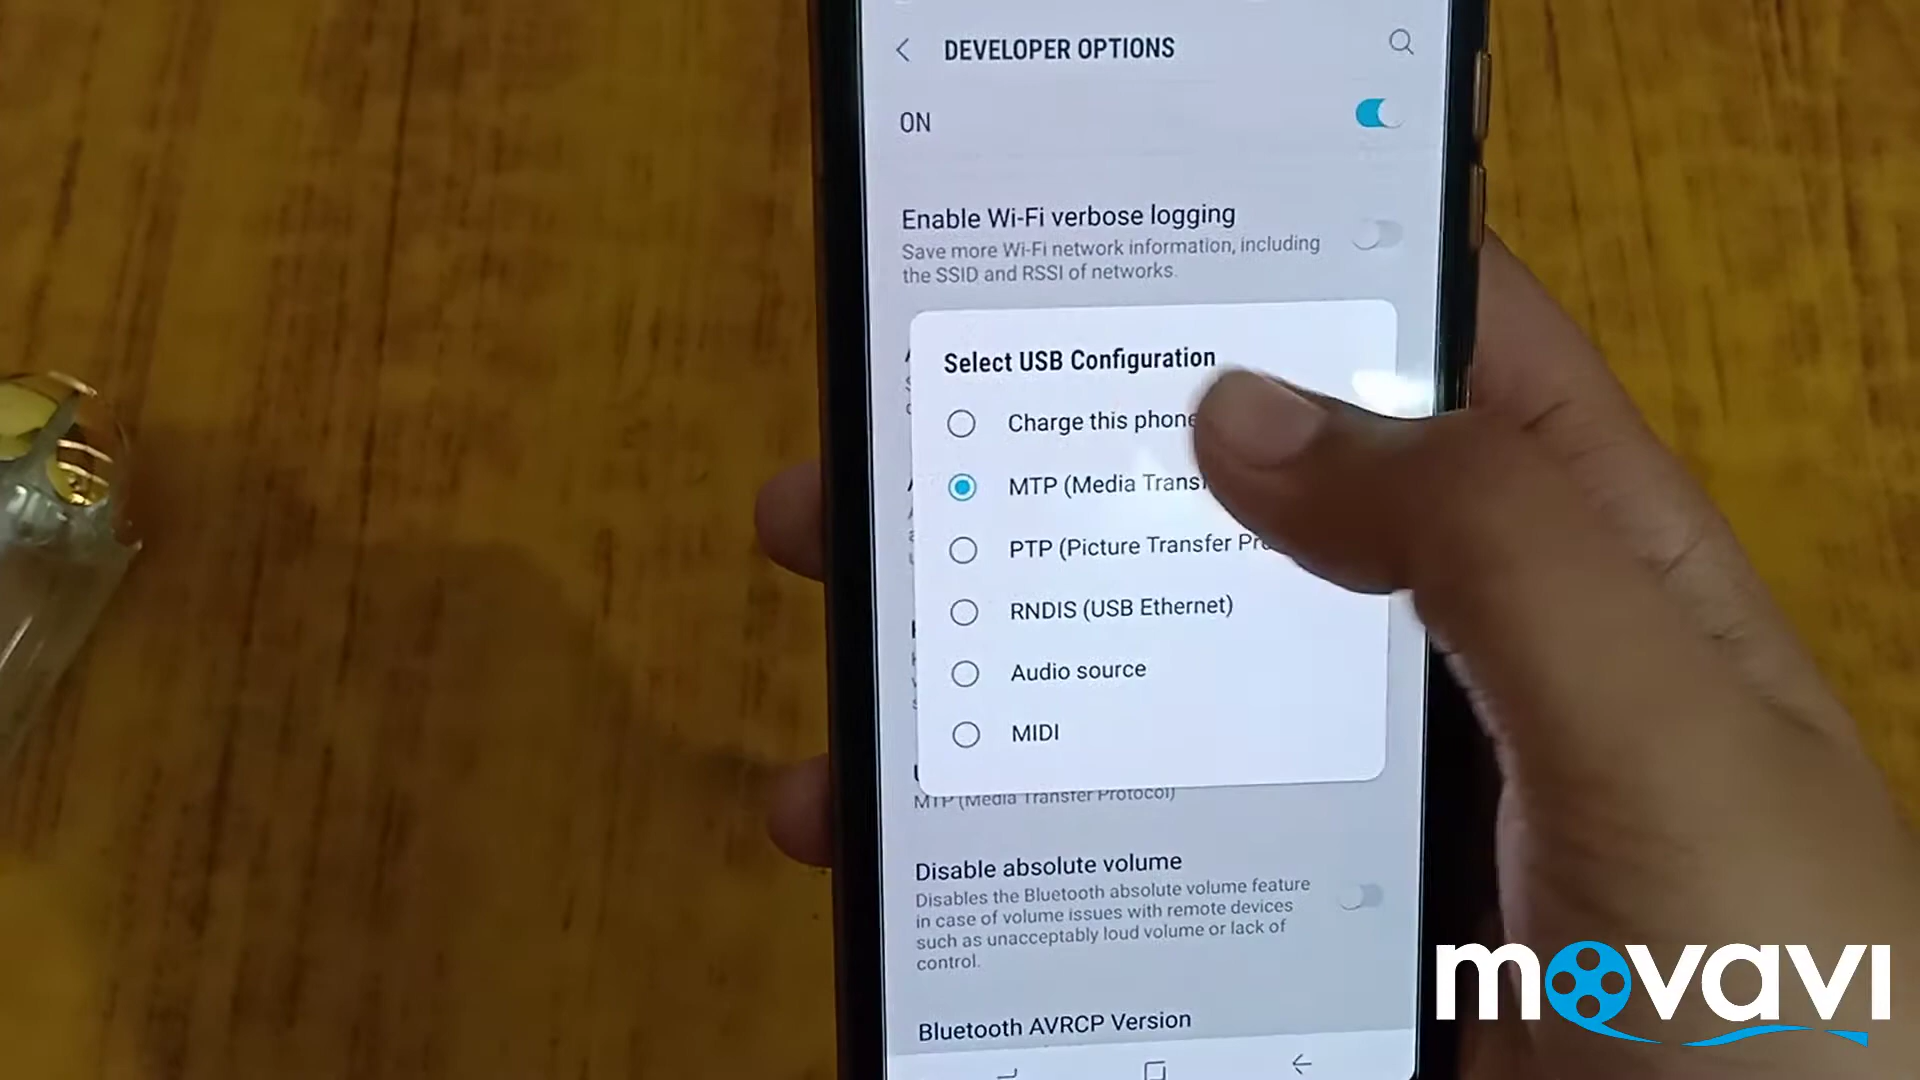 DEVELOPER OPTIONS
ON
Enable Wi-Fi verbose logging
Save more Wi-Fi network information, including
the SSID and RSSI of networks.
Select USB Configuration
Charge this phone
MTP (Media Transf
PTP (Picture Transfer Pro
RNDIS (USB Ethernet)
Audio source
MIDI
MTP (Media Transfer Protocol)
Disable absolute volume
Disables the Bluetooth absolute volume feature
in case of volume issues with remote devices
such as unacceptably loud volume or lack of
control.
Bluetooth AVRCP Version
movavi